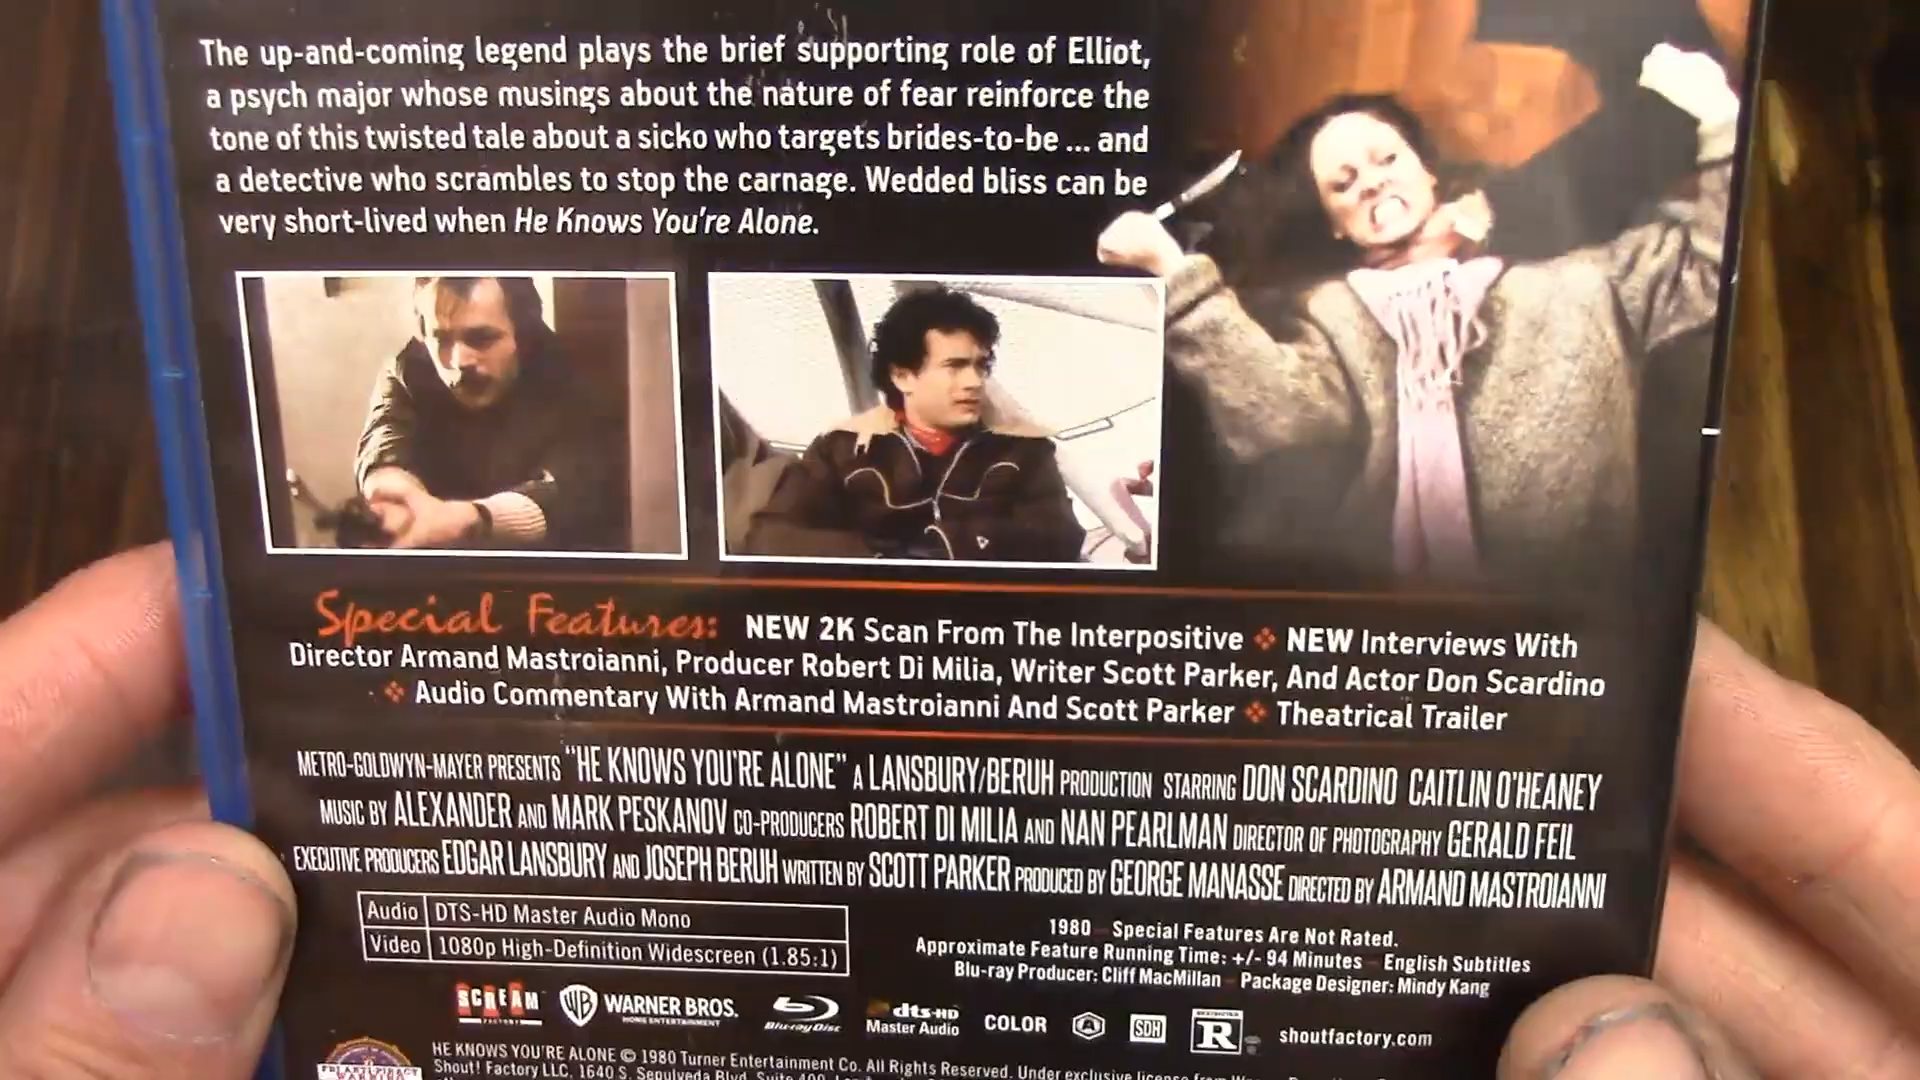 The up-and-coming legend plays the brief supporting role of Elliot,
a psych major whose musings about the nature of fear reinforce the
tone of this twisted tale about a sicko who targets brides-to-be ... and
a detective who scrambles to stop the carnage. Wedded bliss can be
very short-lived when He Knows You're Alone.
Special Features: NEW 2K Scan From The Interpositive ❖ NEW Interviews With
Director Armand Mastroianni, Producer Robert Di Milia, Writer Scott Parker, And Actor Don Scardino
❖ Audio Commentary With Armand Mastroianni And Scott Parker ❖ Theatrical Trailer
METRO-GOLDWYN-MAYER PRESENTS "HE KNOWS YOU'RE ALONE" A LANSBURY/BERUH PRODUCTION STARRING DON SCARDINO CAITLIN O'HEANEY
MUSIC BY ALEXANDER AND MARK PESKANOV CO-PRODUCERS ROBERT DI MILIA AND NAN PEARLMAN DIRECTOR OF PHOTOGRAPHY GERALD FEIL
EXECUTIVE PRODUCERS EDGAR LANSBURY AND JOSEPH BERUH WRITTEN BY SCOTT PARKER PRODUCED BY GEORGE MANASSE DIRECTED BY ARMAND MASTROIANNI
Audio DTS-HD Master Audio Mono
Video 1080p High-Definition Widescreen (1.85:1)
1980 – Special Features Are Not Rated.
Approximate Feature Running Time: +/- 94 Minutes – English Subtitles
Blu-ray Producer: Cliff MacMillan – Package Designer: Mindy Kang
SCREAM FACTORY WB WARNER BROS. HOME ENTERTAINMENT Blu-ray Disc dts-HD Master Audio COLOR A SDH RESTRICTED R shoutfactory.com
HE KNOWS YOU'RE ALONE © 1980 Turner Entertainment Co. All Rights Reserved. Under exclusive license from
Shout! Factory LLC, 1640 S. Sepulveda Blvd, Suite 400,